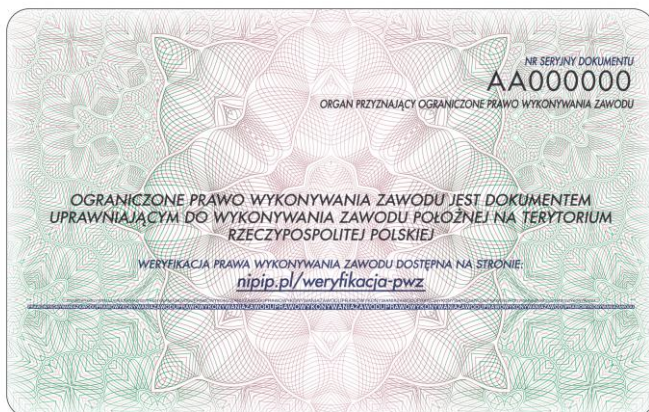 NR SERYJNY DOKUMENTU
AA000000
ORGAN PRZYZNAJĄCY OGRANICZONE PRAWO WYKONYWANIA ZAWODU
OGRANICZONE PRAWO WYKONYWANIA ZAWODU JEST DOKUMENTEM
UPRAWNIAJĄCYM DO WYKONYWANIA ZAWODU POŁOŻNEJ NA TERYTORIUM
RZECZYPOSPOLITEJ POLSKIEJ
WERYFIKACJA PRAWA WYKONYWANIA ZAWODU DOSTĘPNA NA STRONIE:
nipip.pl/weryfikacja-pwz